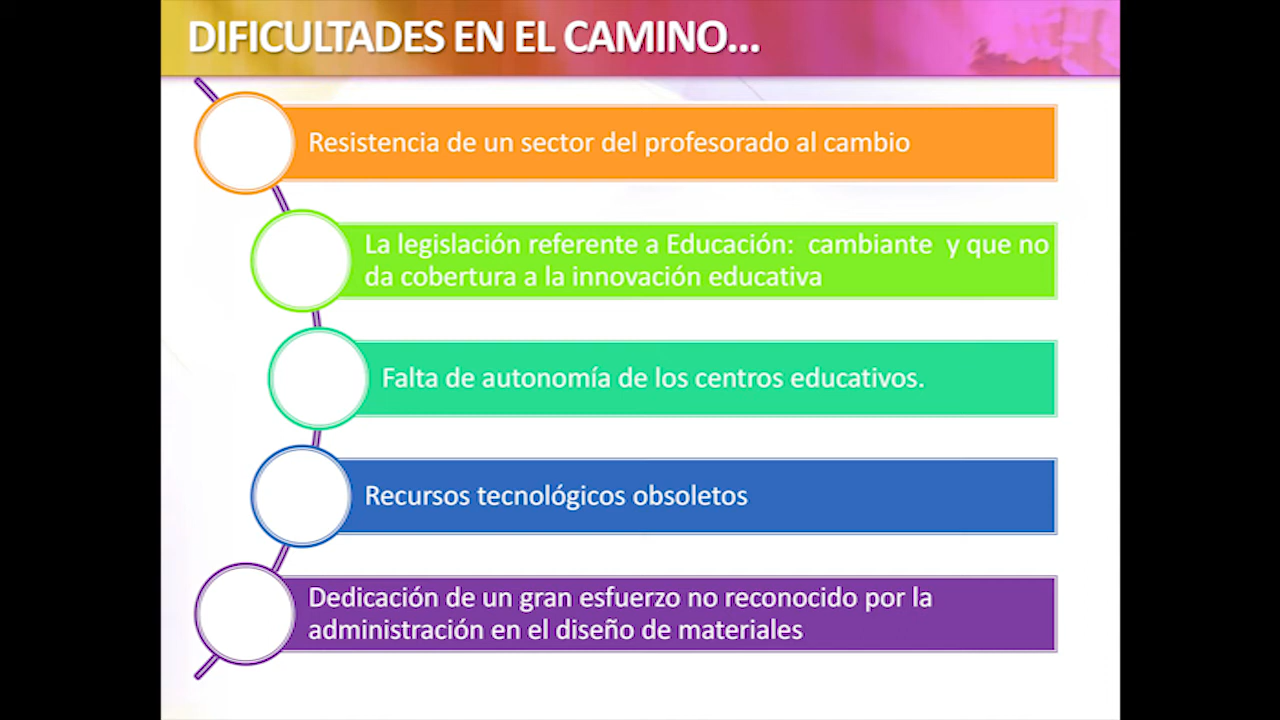 DIFICULTADES EN EL CAMINO...
Resistencia de un sector del profesorado al cambio
La legislación referente a Educación:  cambiante  y que no
da cobertura a la innovación educativa
Falta de autonomía de los centros educativos.
Recursos tecnológicos obsoletos
Dedicación de un gran esfuerzo no reconocido por la
administración en el diseño de materiales